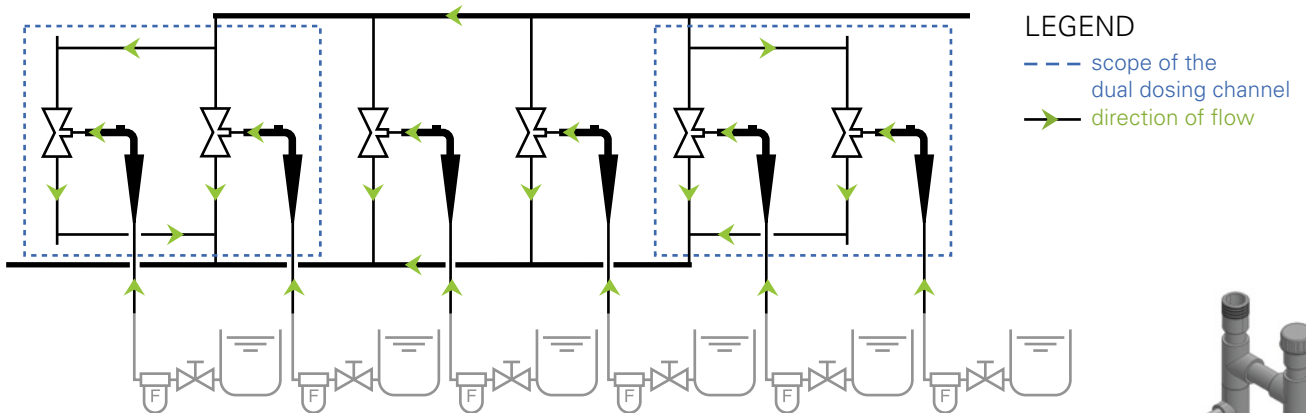 LEGEND
scope of the
dual dosing channel
direction of flow
F
F
F
F
F
F